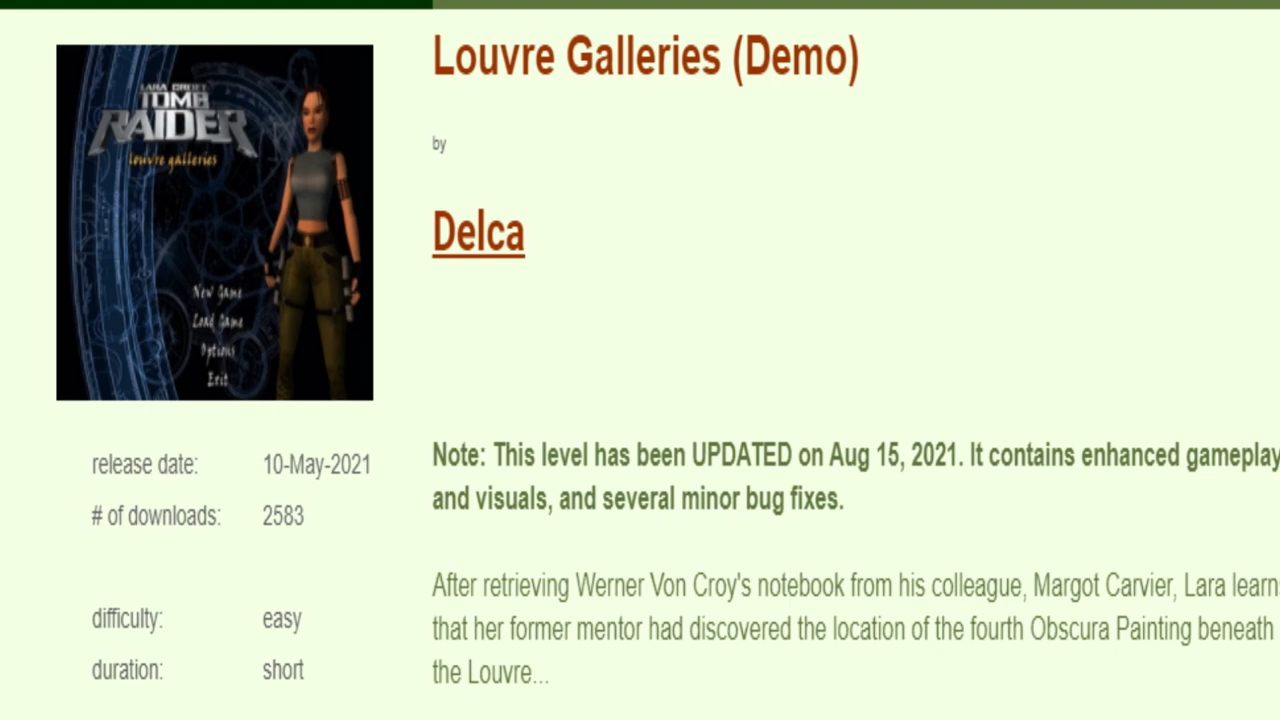 Louvre Galleries (Demo)
by
Delca
LARA CROFT
TOMB
RAIDER
louvre galleries
New Game
Load Game
Options
Exit
release date: 10-May-2021
# of downloads: 2583
difficulty: easy
duration: short
Note: This level has been UPDATED on Aug 15, 2021. It contains enhanced gameplay
and visuals, and several minor bug fixes.
After retrieving Werner Von Croy's notebook from his colleague, Margot Carvier, Lara learn
that her former mentor had discovered the location of the fourth Obscura Painting beneath
the Louvre...